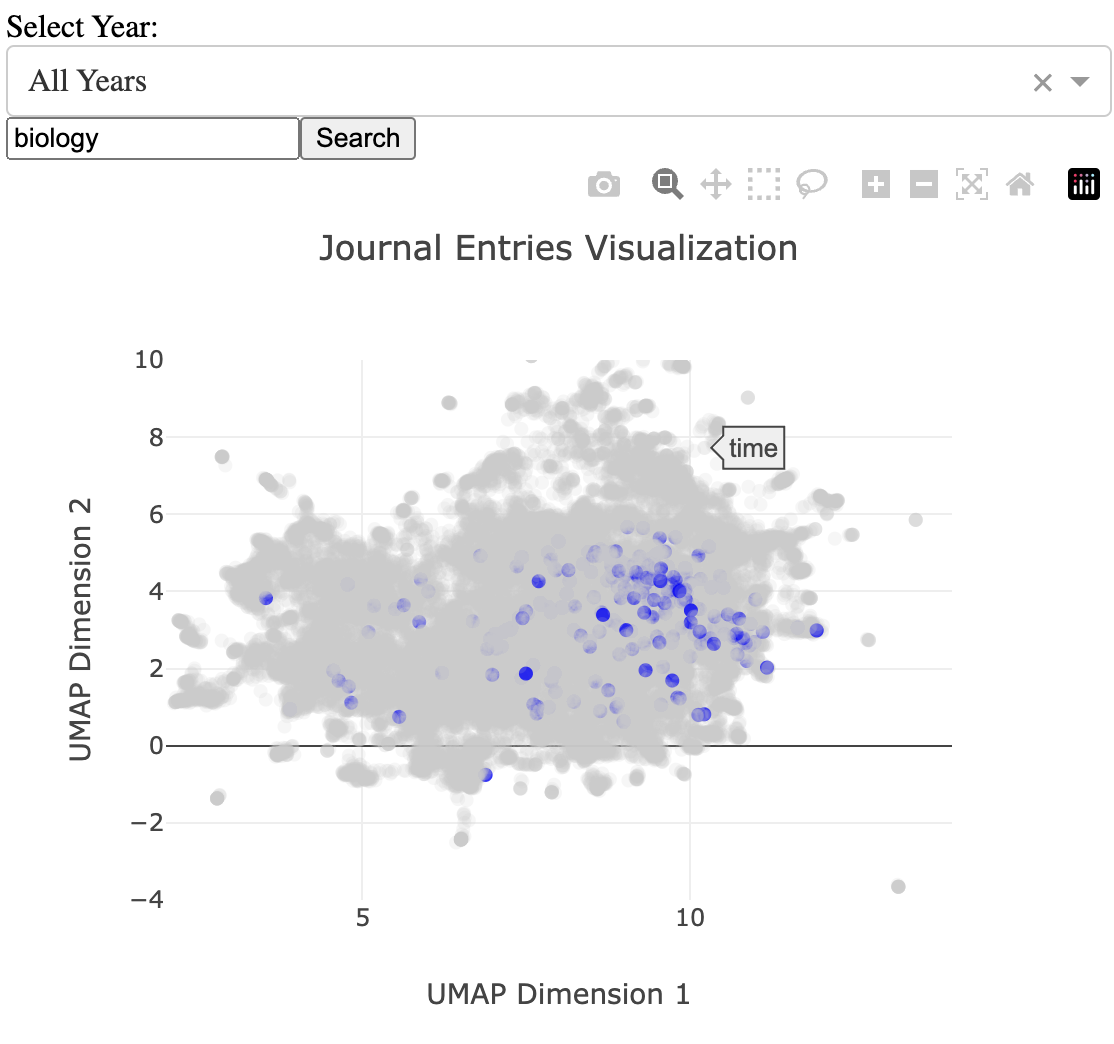 Select Year:
All Years
biology Search
Journal Entries Visualization
10
8
time
6
4
2
0
−2
−4
5 10
UMAP Dimension 2
UMAP Dimension 1